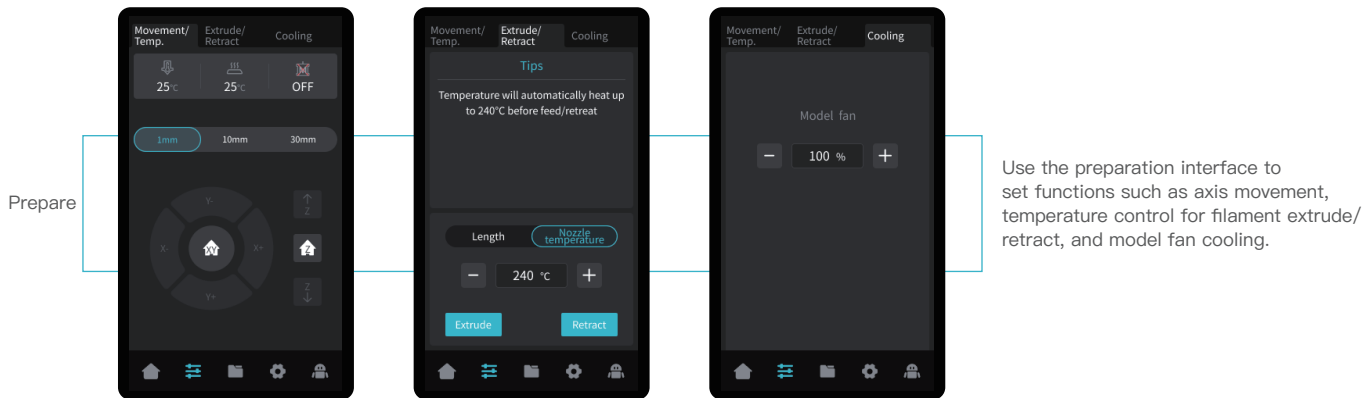 Prepare
Movement/ Temp.
Extrude/ Retract
Cooling
25°C
25°C
OFF
1mm
10mm
30mm
Y-
X-
XY
X+
Y+
Z
Z
Z
Movement/ Temp.
Extrude/ Retract
Cooling
Tips
Temperature will automatically heat up
to 240°C before feed/retreat
Length
Nozzle
temperature
240 °C
Extrude
Retract
Movement/ Temp.
Extrude/ Retract
Cooling
Model fan
100 %
Use the preparation interface to
set functions such as axis movement,
temperature control for filament extrude/
retract, and model fan cooling.